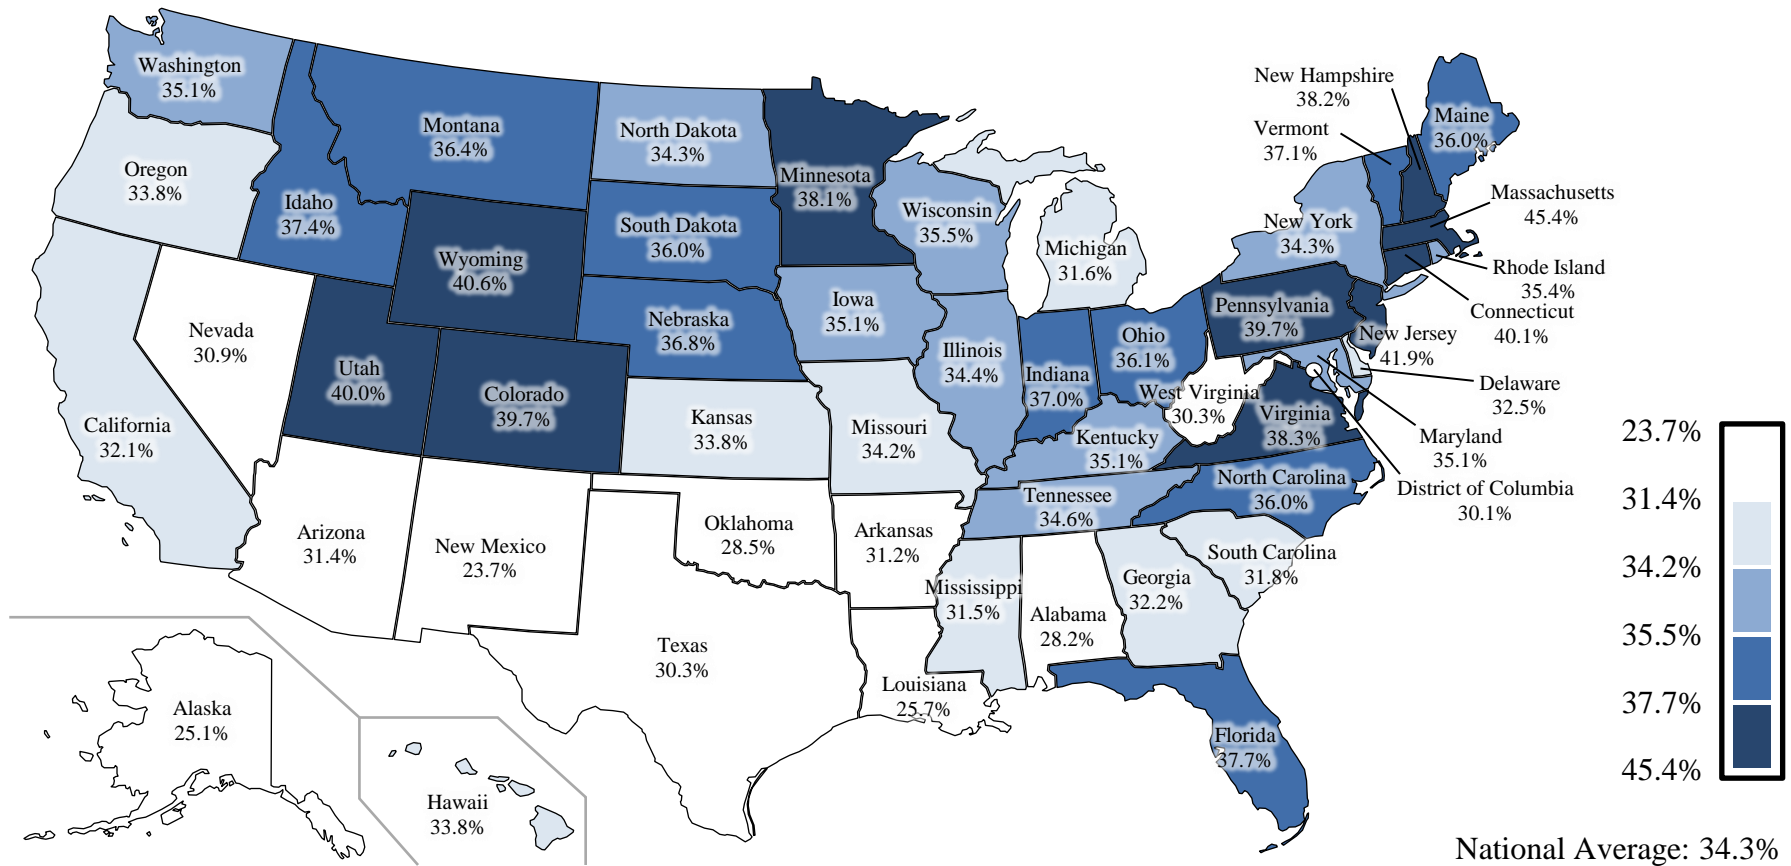 Washington
35.1%
Oregon
33.8%
California
32.1%
Nevada
30.9%
Idaho
37.4%
Montana
36.4%
Wyoming
40.6%
Utah
40.0%
Colorado
39.7%
Arizona
31.4%
New Mexico
23.7%
North Dakota
34.3%
South Dakota
36.0%
Nebraska
36.8%
Kansas
33.8%
Oklahoma
28.5%
Texas
30.3%
Minnesota
38.1%
Iowa
35.1%
Missouri
34.2%
Arkansas
31.2%
Louisiana
25.7%
Wisconsin
35.5%
Illinois
34.4%
Michigan
31.6%
Indiana
37.0%
Ohio
36.1%
Kentucky
35.1%
Tennessee
34.6%
Mississippi
31.5%
Alabama
28.2%
Georgia
32.2%
Florida
37.7%
South Carolina
31.8%
North Carolina
36.0%
Virginia
38.3%
West Virginia
30.3%
Pennsylvania
39.7%
New York
34.3%
Vermont
37.1%
New Hampshire
38.2%
Maine
36.0%
Massachusetts
45.4%
Rhode Island
35.4%
Connecticut
40.1%
New Jersey
41.9%
Delaware
32.5%
Maryland
35.1%
District of Columbia
30.1%
Alaska
25.1%
Hawaii
33.8%
23.7%
31.4%
34.2%
35.5%
37.7%
45.4%
National Average: 34.3%